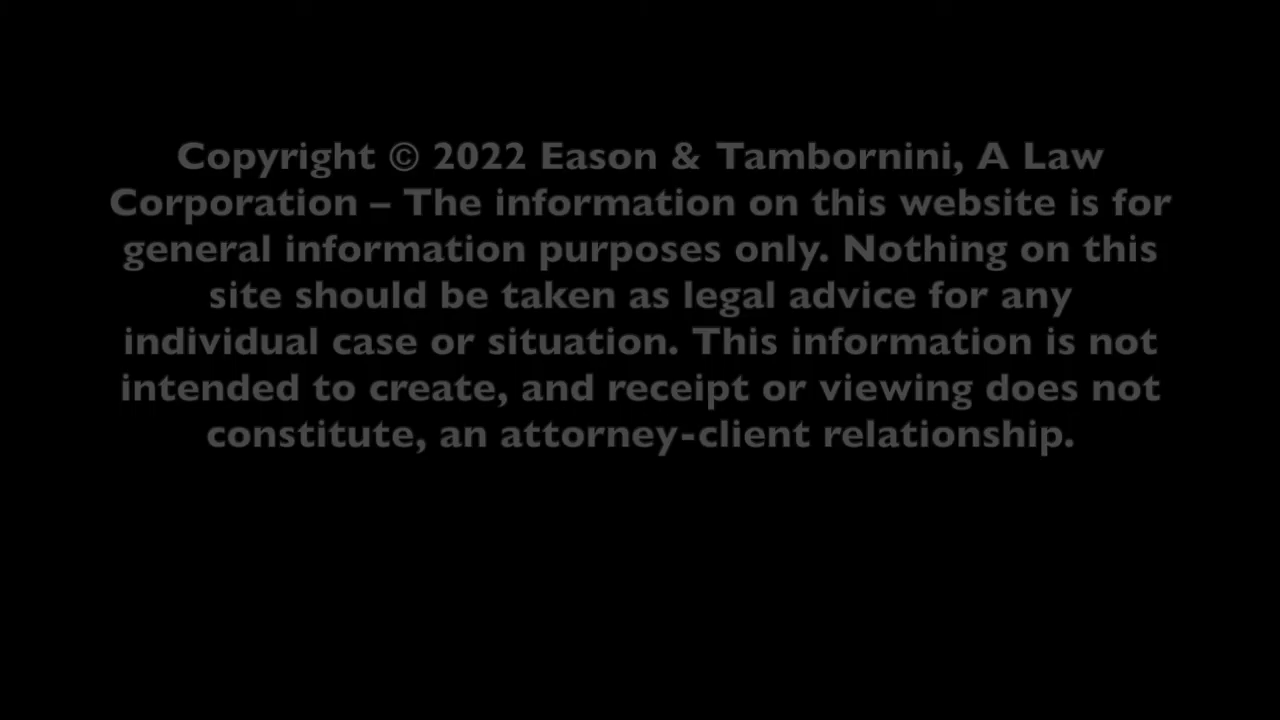 Copyright © 2022 Eason & Tambornini, A Law
Corporation – The information on this website is for
general information purposes only. Nothing on this
site should be taken as legal advice for any
individual case or situation. This information is not
intended to create, and receipt or viewing does not
constitute, an attorney-client relationship.